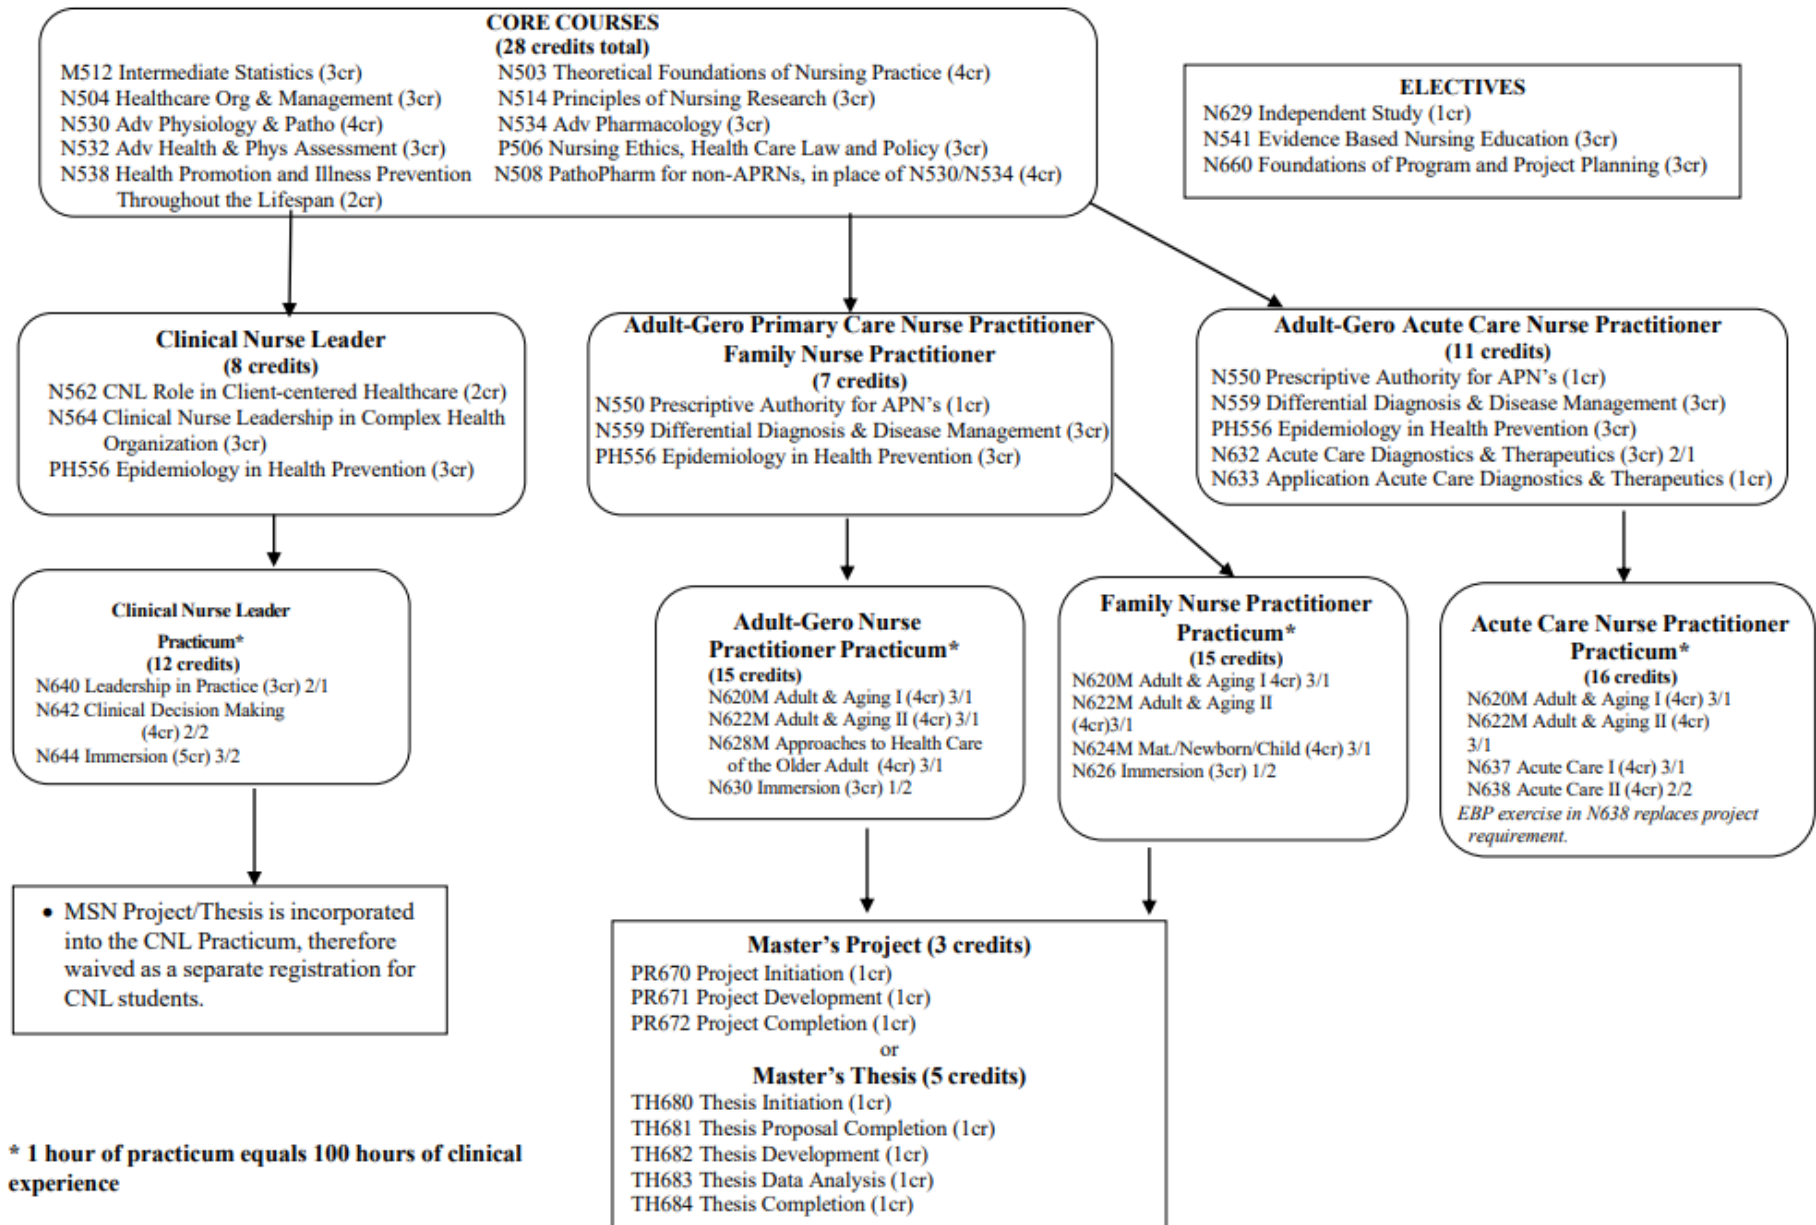 CORE COURSES
(28 credits total)
M512 Intermediate Statistics (3cr)
N504 Healthcare Org & Management (3cr)
N530 Adv Physiology & Patho (4cr)
N532 Adv Health & Phys Assessment (3cr)
N538 Health Promotion and Illness Prevention
Throughout the Lifespan (2cr)
N503 Theoretical Foundations of Nursing Practice (4cr)
N514 Principles of Nursing Research (3cr)
N534 Adv Pharmacology (3cr)
P506 Nursing Ethics, Health Care Law and Policy (3cr)
N508 PathoPharm for non-APRNs, in place of N530/N534 (4cr)
ELECTIVES
N629 Independent Study (1cr)
N541 Evidence Based Nursing Education (3cr)
N660 Foundations of Program and Project Planning (3cr)
Clinical Nurse Leader
(8 credits)
N562 CNL Role in Client-centered Healthcare (2cr)
N564 Clinical Nurse Leadership in Complex Health
Organization (3cr)
PH556 Epidemiology in Health Prevention (3cr)
Adult-Gero Primary Care Nurse Practitioner
Family Nurse Practitioner
(7 credits)
N550 Prescriptive Authority for APN's (1cr)
N559 Differential Diagnosis & Disease Management (3cr)
PH556 Epidemiology in Health Prevention (3cr)
Adult-Gero Acute Care Nurse Practitioner
(11 credits)
N550 Prescriptive Authority for APN's (1cr)
N559 Differential Diagnosis & Disease Management (3cr)
PH556 Epidemiology in Health Prevention (3cr)
N632 Acute Care Diagnostics & Therapeutics (3cr) 2/1
N633 Application Acute Care Diagnostics & Therapeutics (1cr)
Clinical Nurse Leader
Practicum*
(12 credits)
N640 Leadership in Practice (3cr) 2/1
N642 Clinical Decision Making
(4cr) 2/2
N644 Immersion (5cr) 3/2
Adult-Gero Nurse
Practitioner Practicum*
(15 credits)
N620M Adult & Aging I (4cr) 3/1
N622M Adult & Aging II (4cr) 3/1
N628M Approaches to Health Care
of the Older Adult (4cr) 3/1
N630 Immersion (3cr) 1/2
Family Nurse Practitioner
Practicum*
(15 credits)
N620M Adult & Aging I 4cr) 3/1
N622M Adult & Aging II
(4cr)3/1
N624M Mat./Newborn/Child (4cr) 3/1
N626 Immersion (3cr) 1/2
Acute Care Nurse Practitioner
Practicum*
(16 credits)
N620M Adult & Aging I (4cr) 3/1
N622M Adult & Aging II (4cr)
3/1
N637 Acute Care I (4cr) 3/1
N638 Acute Care II (4cr) 2/2
EBP exercise in N638 replaces project
requirement.
• MSN Project/Thesis is incorporated
into the CNL Practicum, therefore
waived as a separate registration for
CNL students.
Master's Project (3 credits)
PR670 Project Initiation (1cr)
PR671 Project Development (1cr)
PR672 Project Completion (1cr)
or
Master's Thesis (5 credits)
TH680 Thesis Initiation (1cr)
TH681 Thesis Proposal Completion (1cr)
TH682 Thesis Development (1cr)
TH683 Thesis Data Analysis (1cr)
TH684 Thesis Completion (1cr)
* 1 hour of practicum equals 100 hours of clinical
experience